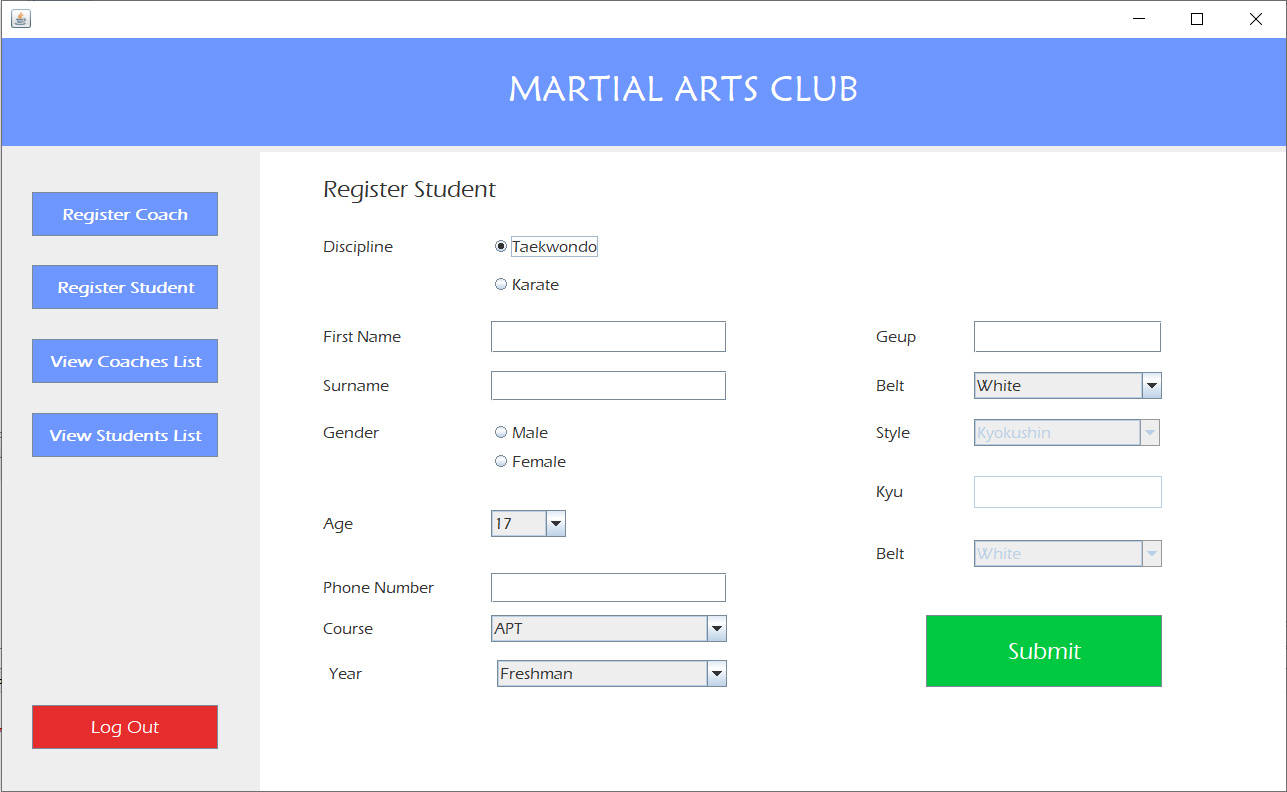 MARTIAL ARTS CLUB
Register Coach
Register Student
View Coaches List
View Students List
Log Out
Register Student
Discipline
Taekwondo
Karate
First Name
Surname
Gender
Male
Female
Age
17
Phone Number
Course
APT
Year
Freshman
Geup
Belt
White
Style
Kyokushin
Kyu
Belt
White
Submit